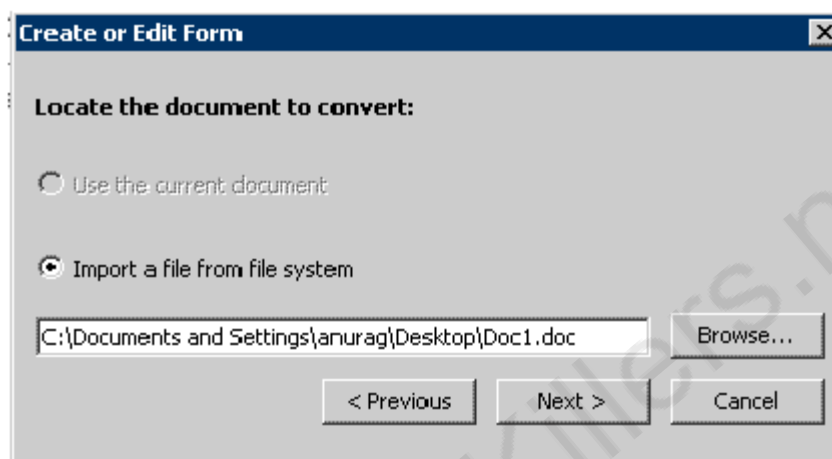 Create or Edit Form
Locate the document to convert:
Use the current document
Import a file from file system
C:\Documents and Settings\anurag\Desktop\Doc1.doc Browse...
< Previous Next > Cancel